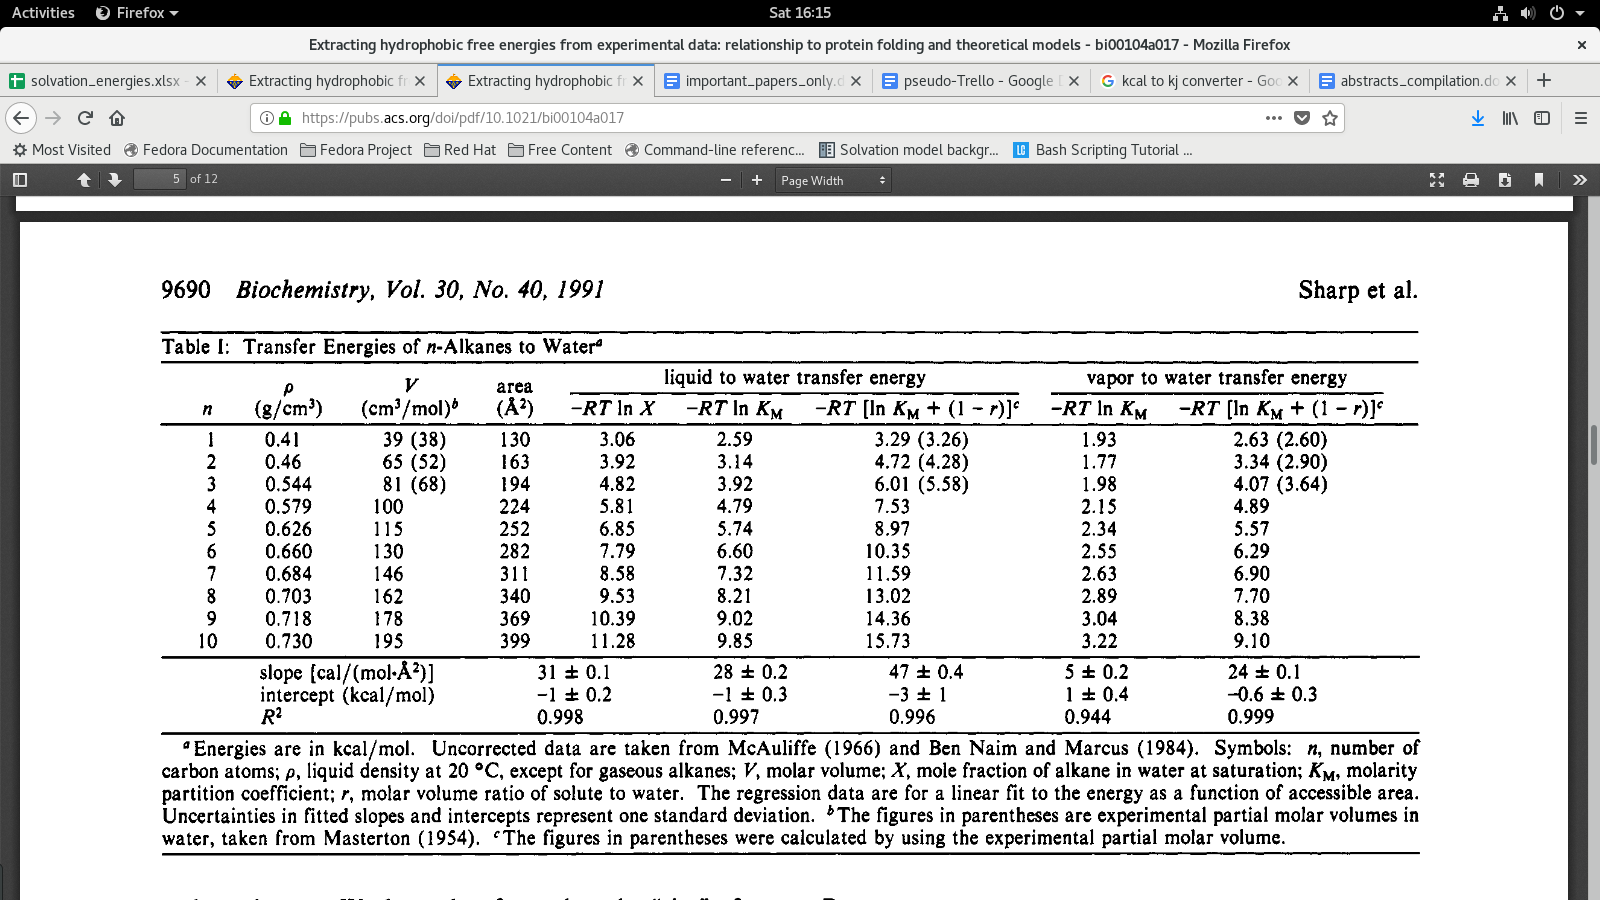 Activities Firefox Sat 16:15
Extracting hydrophobic free energies from experimental data: relationship to protein folding and theoretical models - bi00104a017 - Mozilla Firefox
solvation_energies.xlsx - Extracting hydrophobic fr Extracting hydrophobic fr important_papers_only.d pseudo-Trello - Google D kcal to kj converter - Goo abstracts_compilation.do
https://pubs.acs.org/doi/pdf/10.1021/bi00104a017
Most Visited Fedora Documentation Fedora Project Red Hat Free Content Command-line referenc... Solvation model backgr... LC Bash Scripting Tutorial ...
5 of 12 Page Width
9690 Biochemistry, Vol. 30, No. 40, 1991 Sharp et al.
Table I: Transfer Energies of n-Alkanes to Water^a
liquid to water transfer energy vapor to water transfer energy
ρ V area
n (g/cm³) (cm³/mol)^b (Å²) −RT ln X −RT ln K_M −RT [ln K_M + (1 − r)]^c −RT ln K_M −RT [ln K_M + (1 − r)]^c
1 0.41 39 (38) 130 3.06 2.59 3.29 (3.26) 1.93 2.63 (2.60)
2 0.46 65 (52) 163 3.92 3.14 4.72 (4.28) 1.77 3.34 (2.90)
3 0.544 81 (68) 194 4.82 3.92 6.01 (5.58) 1.98 4.07 (3.64)
4 0.579 100 224 5.81 4.79 7.53 2.15 4.89
5 0.626 115 252 6.85 5.74 8.97 2.34 5.57
6 0.660 130 282 7.79 6.60 10.35 2.55 6.29
7 0.684 146 311 8.58 7.32 11.59 2.63 6.90
8 0.703 162 340 9.53 8.21 13.02 2.89 7.70
9 0.718 178 369 10.39 9.02 14.36 3.04 8.38
10 0.730 195 399 11.28 9.85 15.73 3.22 9.10
slope [cal/(mol·Å²)] 31 ± 0.1 28 ± 0.2 47 ± 0.4 5 ± 0.2 24 ± 0.1
intercept (kcal/mol) −1 ± 0.2 −1 ± 0.3 −3 ± 1 1 ± 0.4 −0.6 ± 0.3
R² 0.998 0.997 0.996 0.944 0.999
^a Energies are in kcal/mol. Uncorrected data are taken from McAuliffe (1966) and Ben Naim and Marcus (1984). Symbols: n, number of
carbon atoms; ρ, liquid density at 20 °C, except for gaseous alkanes; V, molar volume; X, mole fraction of alkane in water at saturation; K_M, molarity
partition coefficient; r, molar volume ratio of solute to water. The regression data are for a linear fit to the energy as a function of accessible area.
Uncertainties in fitted slopes and intercepts represent one standard deviation. ^b The figures in parentheses are experimental partial molar volumes in
water, taken from Masterton (1954). ^c The figures in parentheses were calculated by using the experimental partial molar volume.